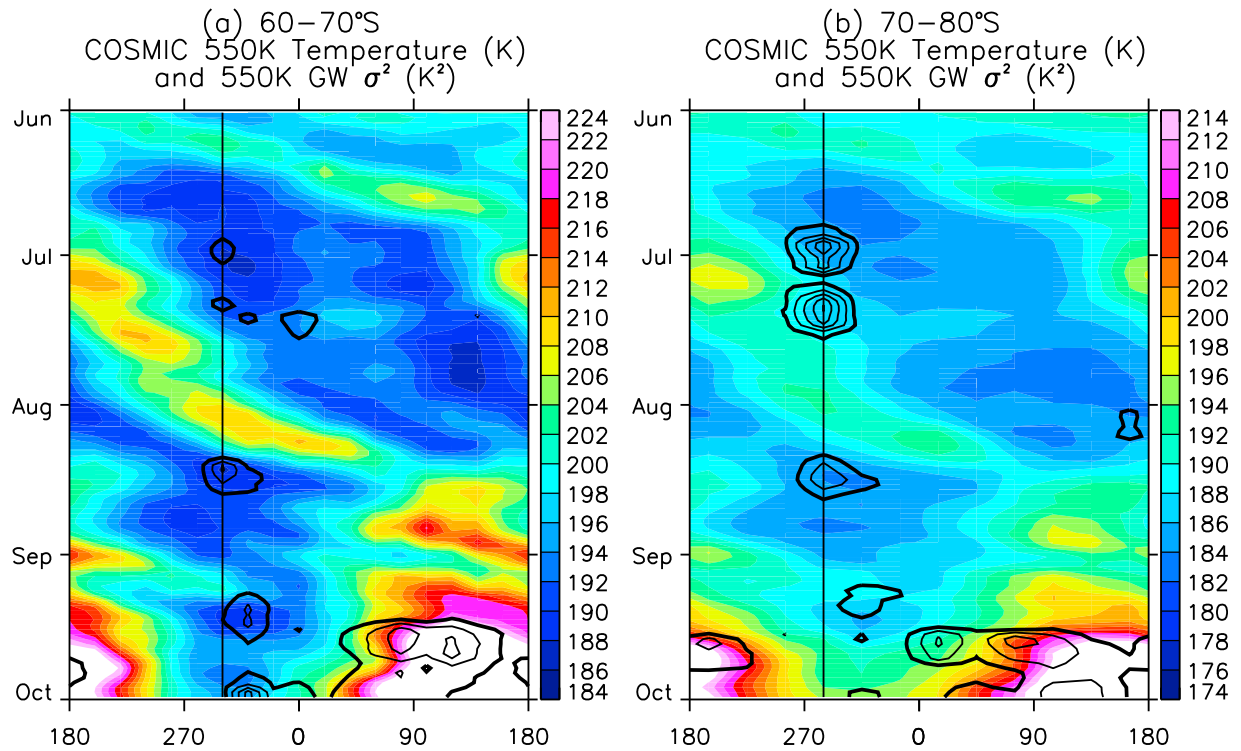 (a) 60−70°S
COSMIC 550K Temperature (K)
and 550K GW σ² (K²)
Jun
Jul
Aug
Sep
Oct
180 270 0 90 180
224
222
220
218
216
214
212
210
208
206
204
202
200
198
196
194
192
190
188
186
184
(b) 70−80°S
COSMIC 550K Temperature (K)
and 550K GW σ² (K²)
Jun
Jul
Aug
Sep
Oct
180 270 0 90 180
214
212
210
208
206
204
202
200
198
196
194
192
190
188
186
184
182
180
178
176
174